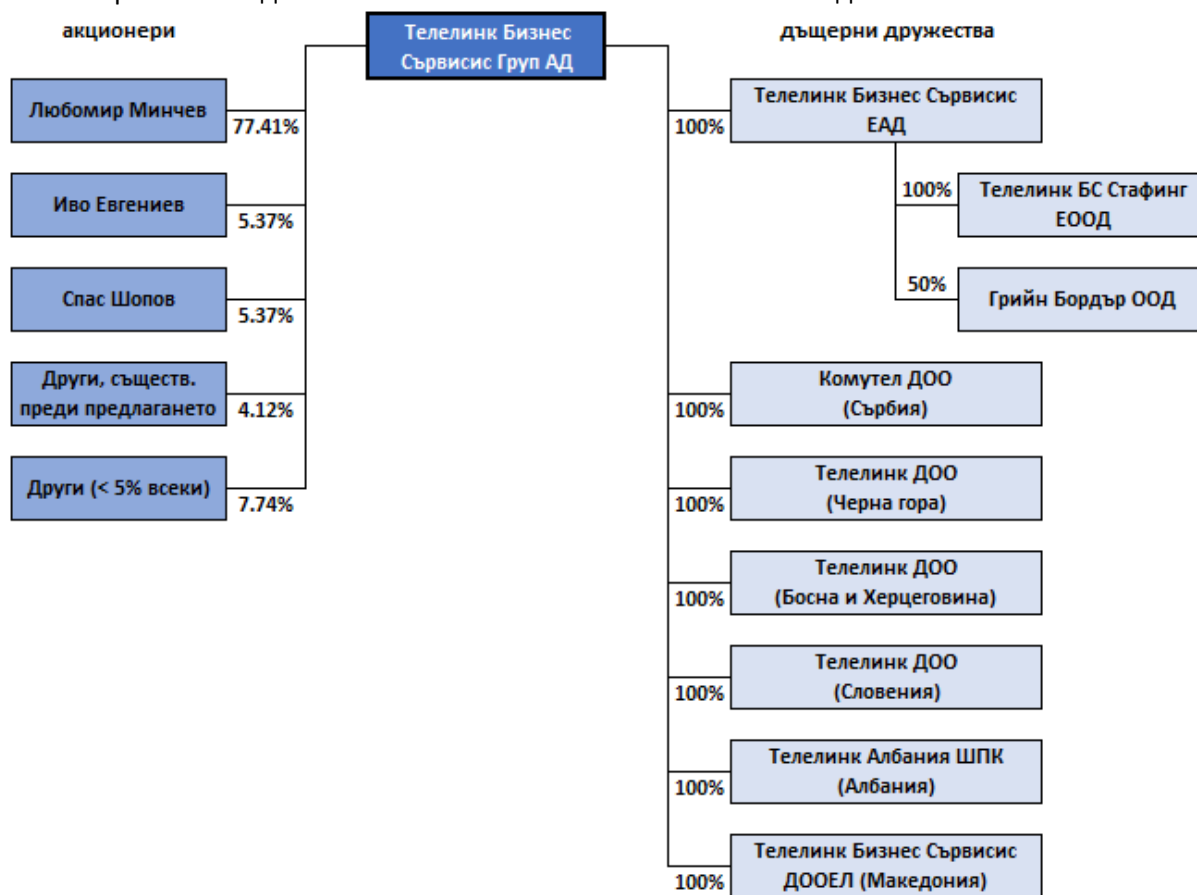 акционери
Телелинк Бизнес
Сървисис Груп АД
дъщерни дружества
Любомир Минчев
77.41%
Иво Евгениев
5.37%
Спас Шопов
5.37%
Други, съществ.
преди предлагането
4.12%
Други (< 5% всеки)
7.74%
100%
Телелинк Бизнес Сървисис
ЕАД
100%
Телелинк БС Стафинг
ЕООД
50%
Грийн Бордър ООД
100%
Комутел ДОО
(Сърбия)
100%
Телелинк ДОО
(Черна гора)
100%
Телелинк ДОО
(Босна и Херцеговина)
100%
Телелинк ДОО
(Словения)
100%
Телелинк Албания ШПК
(Албания)
100%
Телелинк Бизнес Сървисис
ДООЕЛ (Македония)